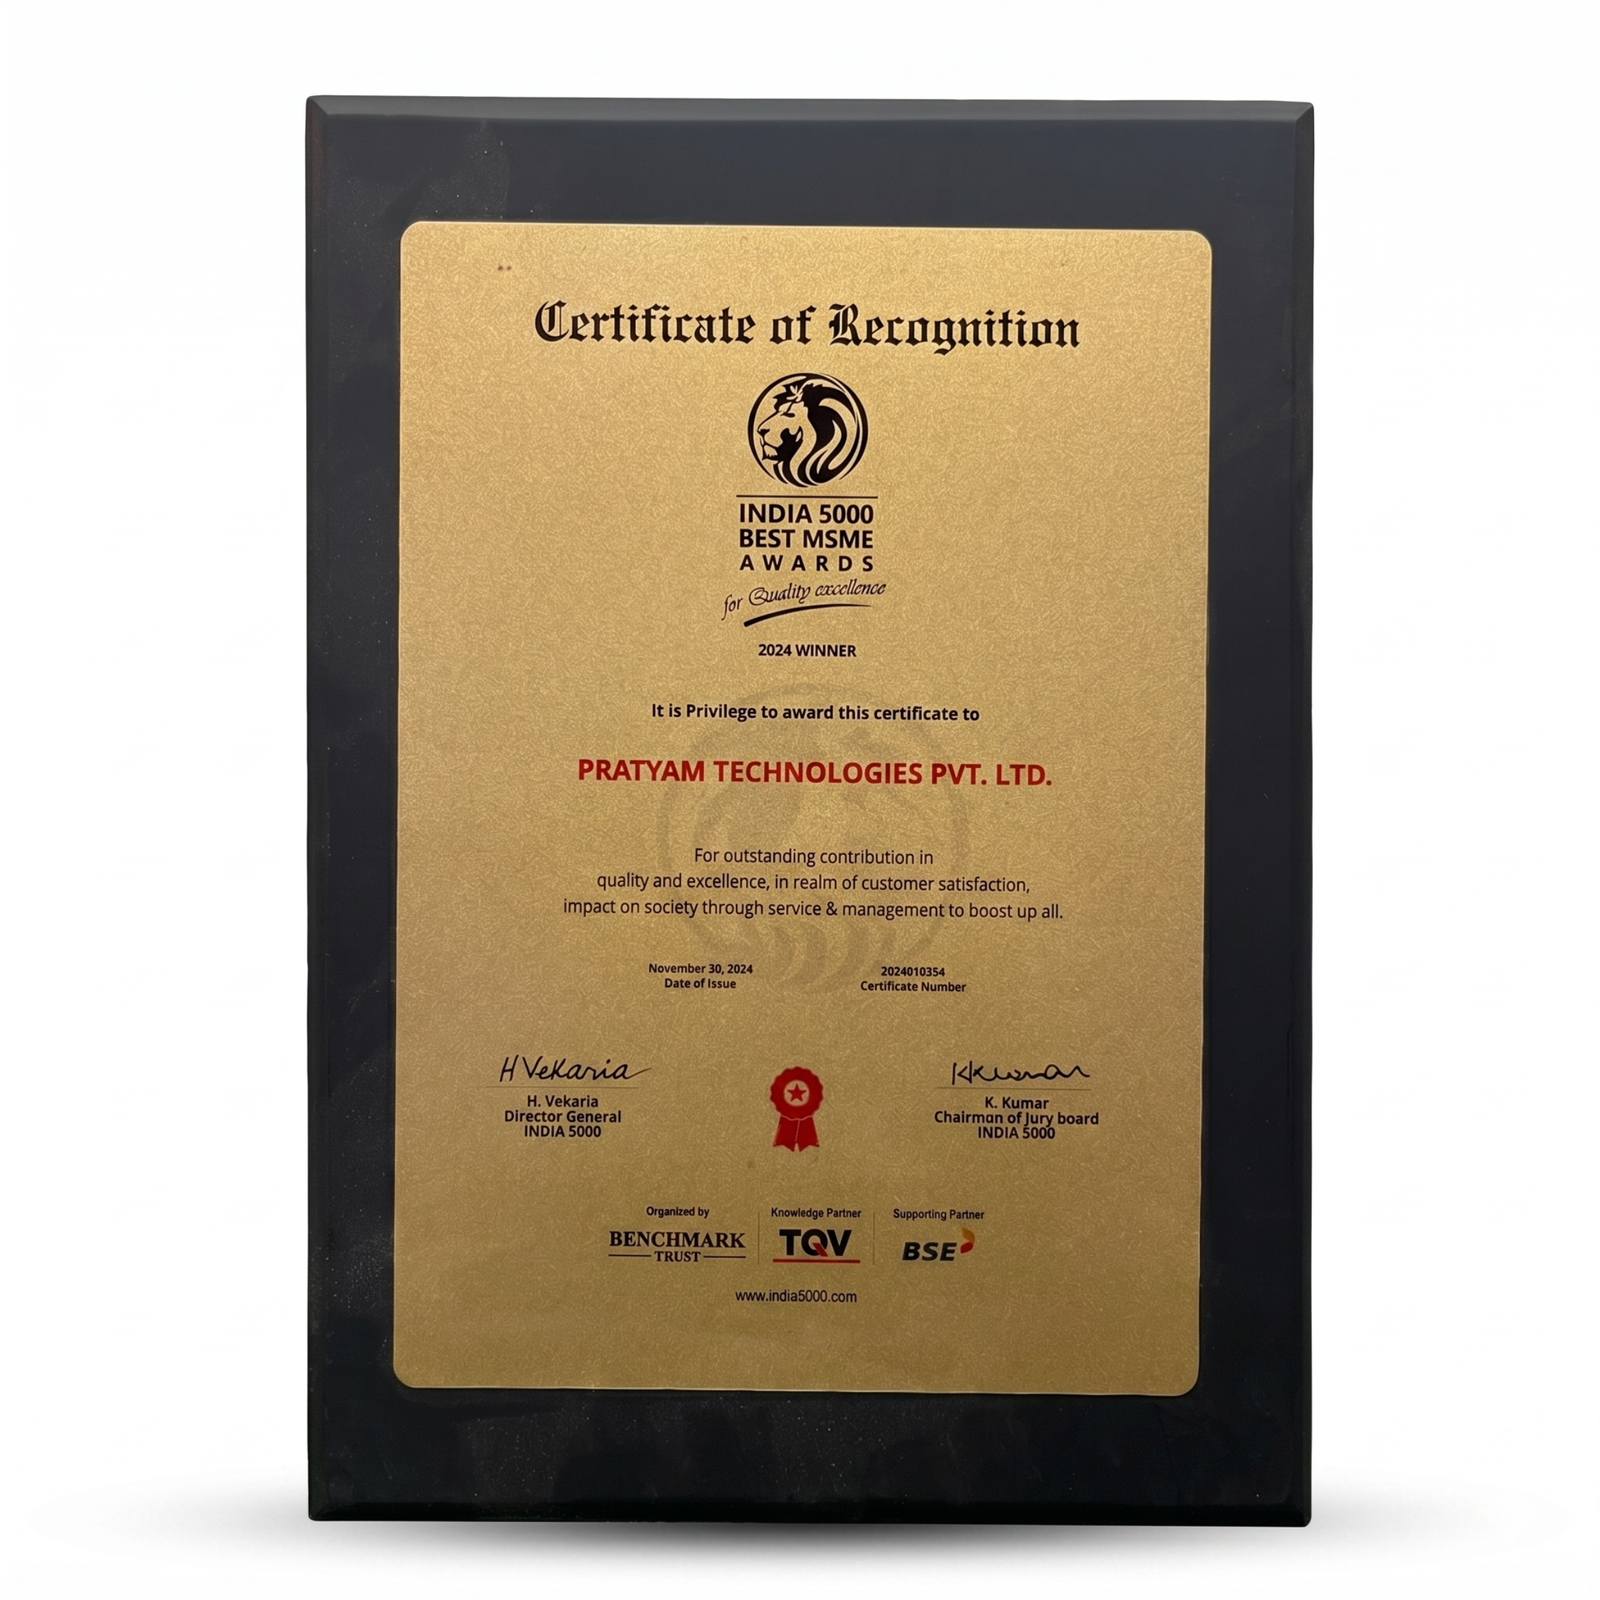 Certificate of Recognition
INDIA 5000
BEST MSME
AWARDS
for Quality excellence
2024 WINNER
It is Privilege to award this certificate to
PRATYAM TECHNOLOGIES PVT. LTD.
For outstanding contribution in
quality and excellence, in realm of customer satisfaction,
impact on society through service & management to boost up all.
November 30, 2024
Date of Issue
2024010354
Certificate Number
H Vekaria
H. Vekaria
Director General
INDIA 5000
KKumar
K. Kumar
Chairman of Jury board
INDIA 5000
Organized by
BENCHMARK
TRUST
Knowledge Partner
TQV
Supporting Partner
BSE
www.india5000.com